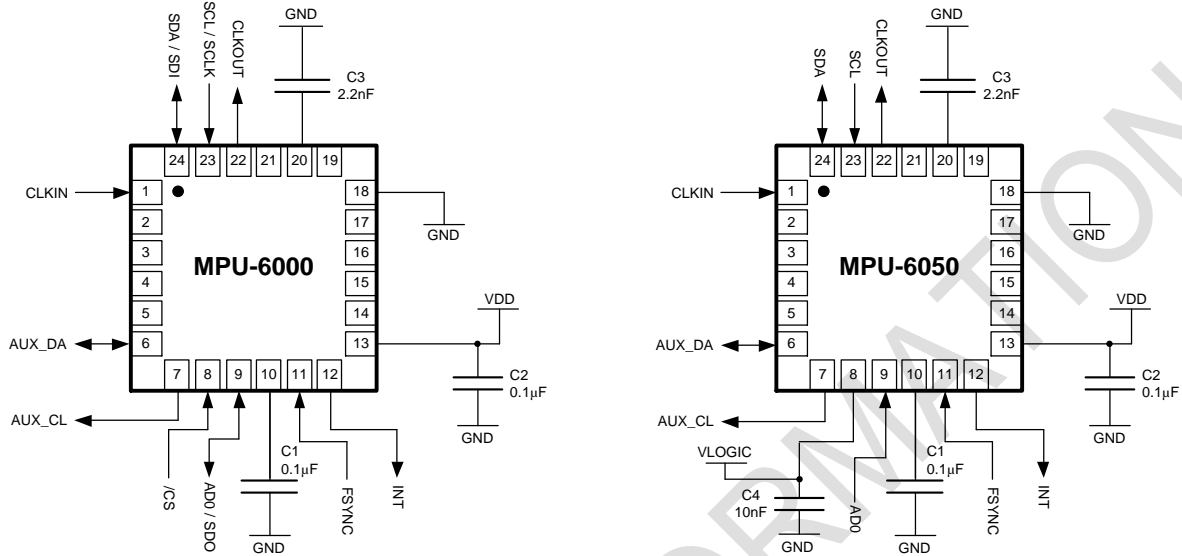 GND
SDA / SDI
SCL / SCLK
CLKOUT
C3
2.2nF
24 23 22 21 20 19
CLKIN
1
2
3
4
5
6
18
17
16
15
14
13
MPU-6000
GND
VDD
AUX_DA
C2
0.1µF
GND
7 8 9 10 11 12
AUX_CL
/CS
AD0 / SDO
C1
0.1µF
GND
FSYNC
INT
GND
SDA
SCL
CLKOUT
C3
2.2nF
24 23 22 21 20 19
CLKIN
1
2
3
4
5
6
18
17
16
15
14
13
MPU-6050
GND
VDD
AUX_DA
C2
0.1µF
GND
7 8 9 10 11 12
AUX_CL
VLOGIC
C4
10nF
GND
AD0
C1
0.1µF
GND
FSYNC
INT
ORMATION